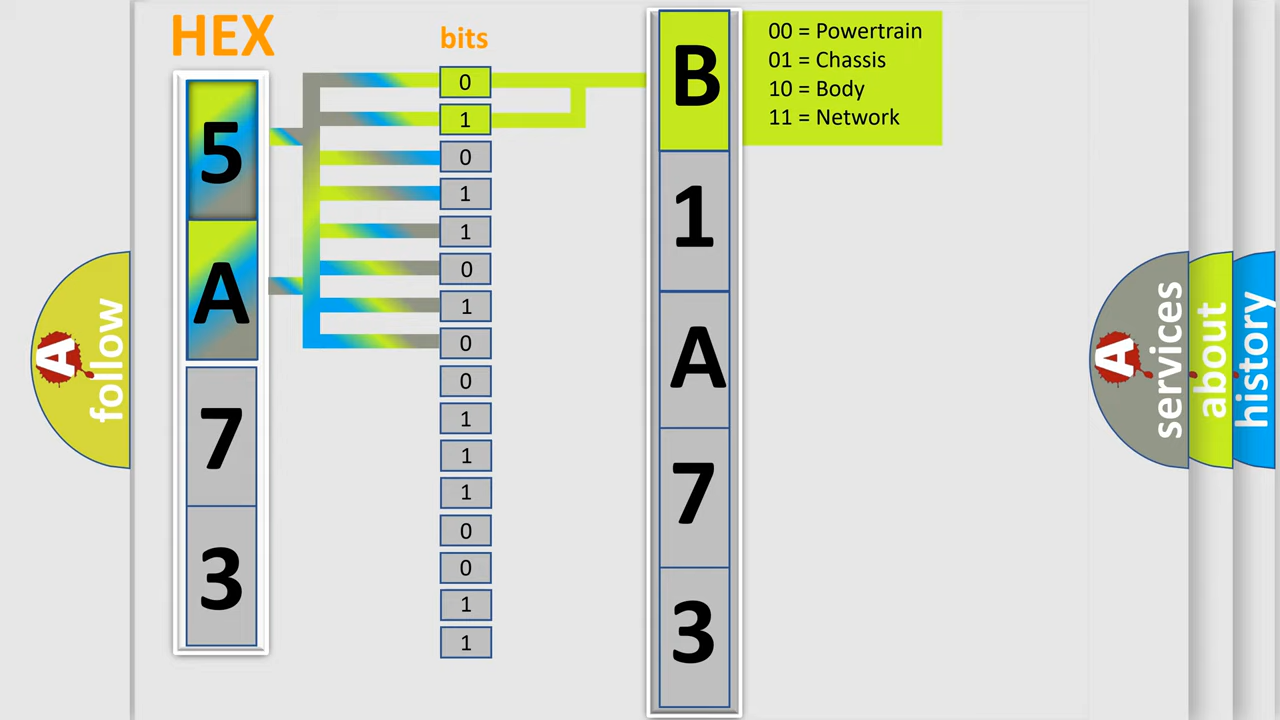 HEX
bits
5
A
7
3
0
1
0
1
1
0
1
0
0
1
1
1
0
0
1
1
B
1
A
7
3
00 = Powertrain
01 = Chassis
10 = Body
11 = Network
A
follow
A
services
about
history